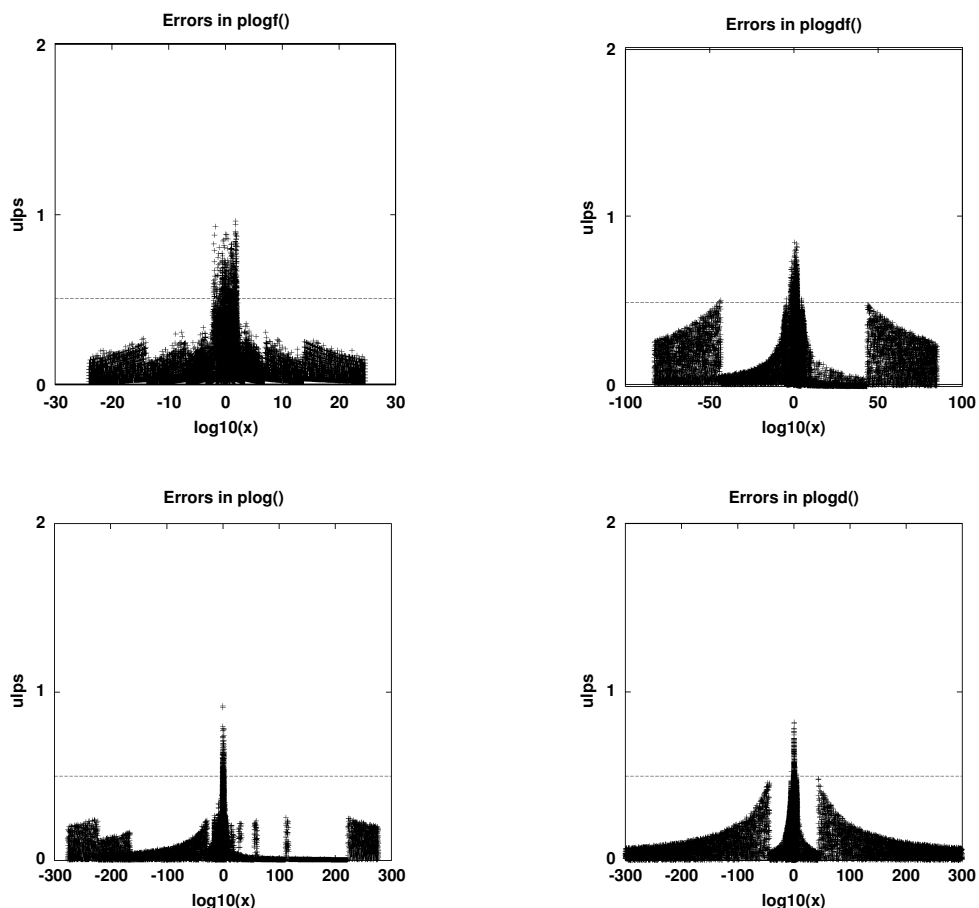 Errors in plogf()
2
1
0
ulps
-30 -20 -10 0 10 20 30
log10(x)
Errors in plogdf()
2
1
0
ulps
-100 -50 0 50 100
log10(x)
Errors in plog()
2
1
0
ulps
-300 -200 -100 0 100 200 300
log10(x)
Errors in plogd()
2
1
0
ulps
-300 -200 -100 0 100 200 300
log10(x)